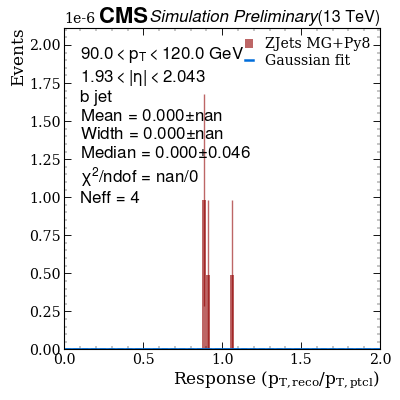 1e-6 CMS Simulation Preliminary (13 TeV)
Events
2.00
1.75
1.50
1.25
1.00
0.75
0.50
0.25
0.00
90.0 < pT < 120.0 GeV
1.93 < |η| < 2.043
b jet
Mean = 0.000±nan
Width = 0.000±nan
Median = 0.000±0.046
χ²/ndof = nan/0
Neff = 4
ZJets MG+Py8
Gaussian fit
0.0 0.5 1.0 1.5 2.0
Response (pT,reco/pT,ptcl)